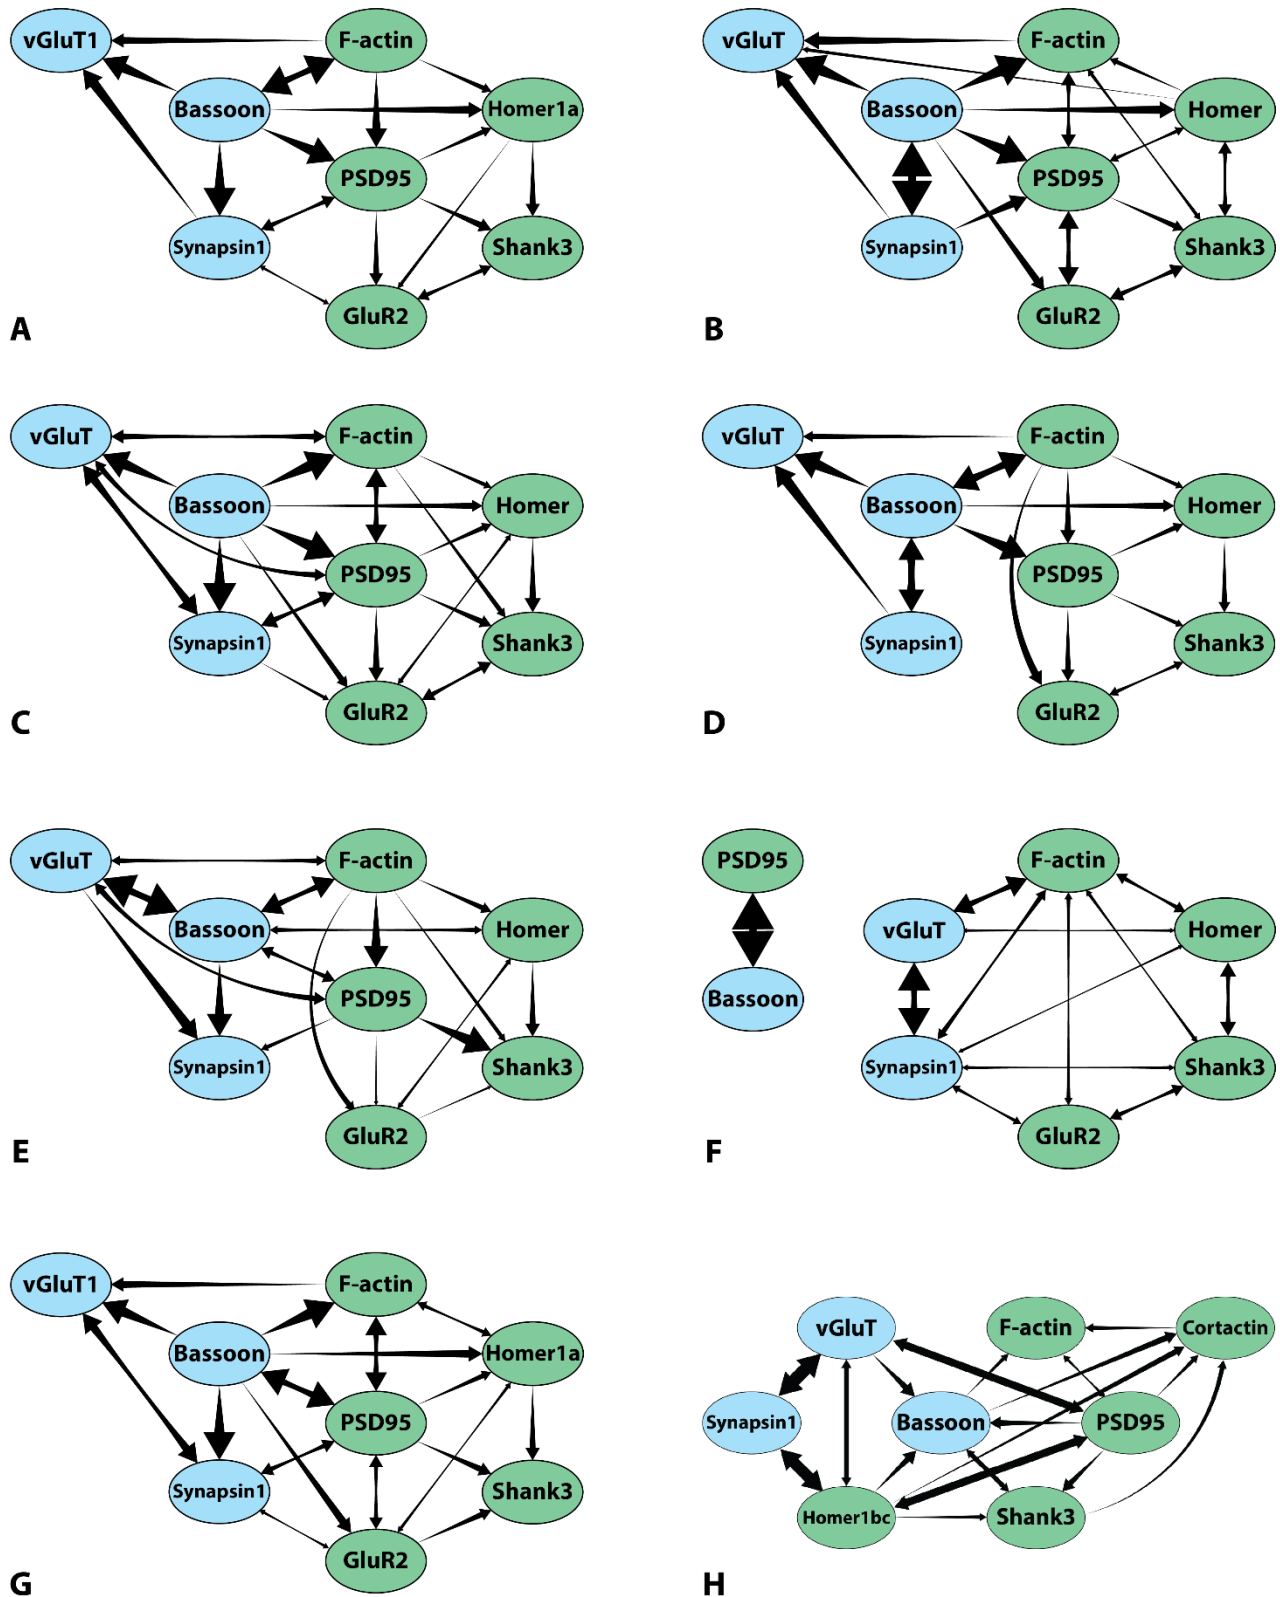 vGluT1
F-actin
Bassoon
Homer1a
PSD95
Synapsin1
Shank3
GluR2
A
vGluT
F-actin
Bassoon
Homer
PSD95
Synapsin1
Shank3
GluR2
B
vGluT
F-actin
Bassoon
Homer
PSD95
Synapsin1
Shank3
GluR2
C
vGluT
F-actin
Bassoon
Homer
PSD95
Synapsin1
Shank3
GluR2
D
vGluT
F-actin
Bassoon
Homer
PSD95
Synapsin1
Shank3
GluR2
E
PSD95
F-actin
vGluT
Homer
Bassoon
Synapsin1
Shank3
GluR2
F
vGluT1
F-actin
Bassoon
Homer1a
PSD95
Synapsin1
Shank3
GluR2
G
vGluT
F-actin
Cortactin
Synapsin1
Bassoon
PSD95
Homer1bc
Shank3
H